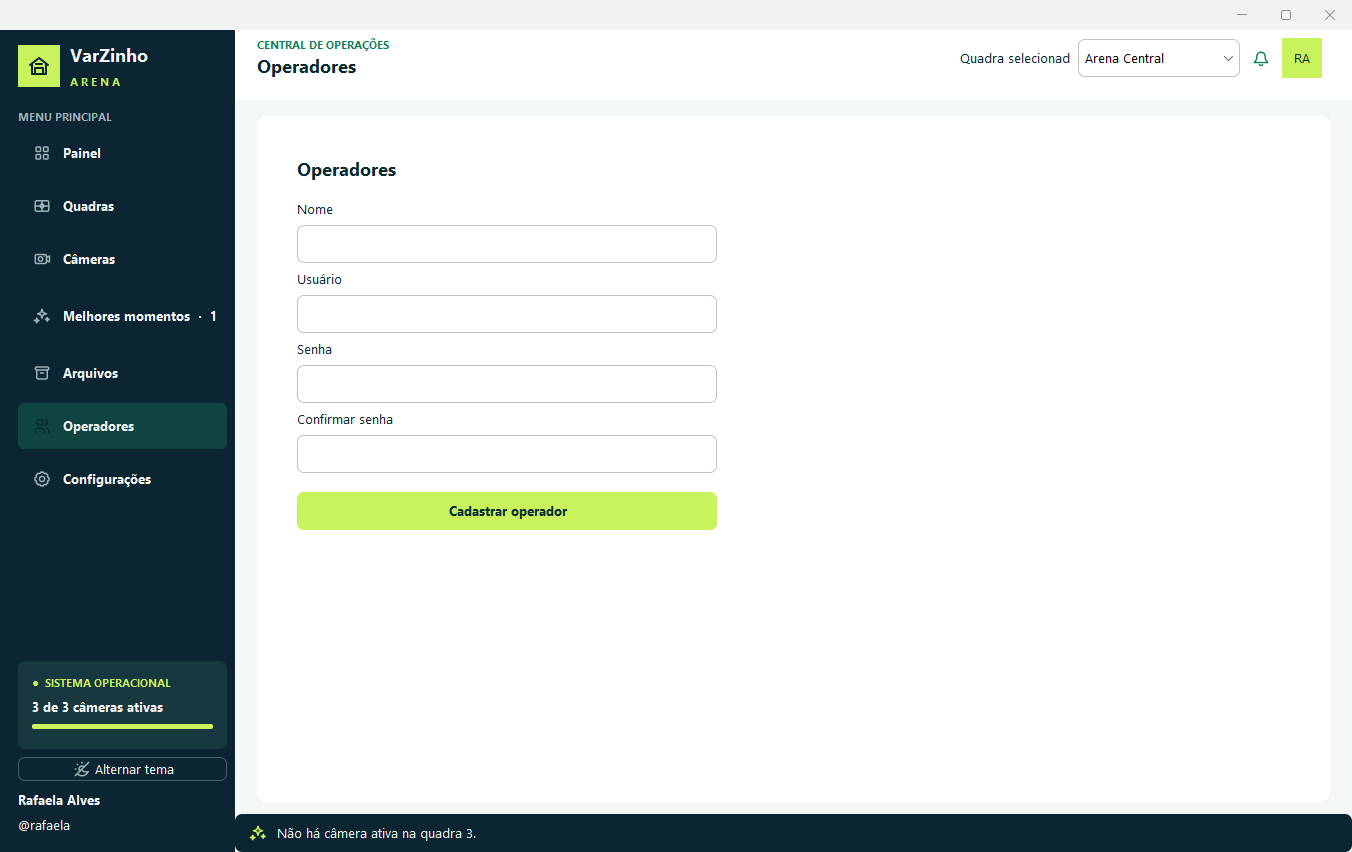 VarZinho
ARENA
MENU PRINCIPAL
Painel
Quadras
Câmeras
Melhores momentos · 1
Arquivos
Operadores
Configurações
● SISTEMA OPERACIONAL
3 de 3 câmeras ativas
Alternar tema
Rafaela Alves
@rafaela
CENTRAL DE OPERAÇÕES
Operadores
Quadra selecionad
Arena Central
RA
Operadores
Nome
Usuário
Senha
Confirmar senha
Cadastrar operador
Não há câmera ativa na quadra 3.